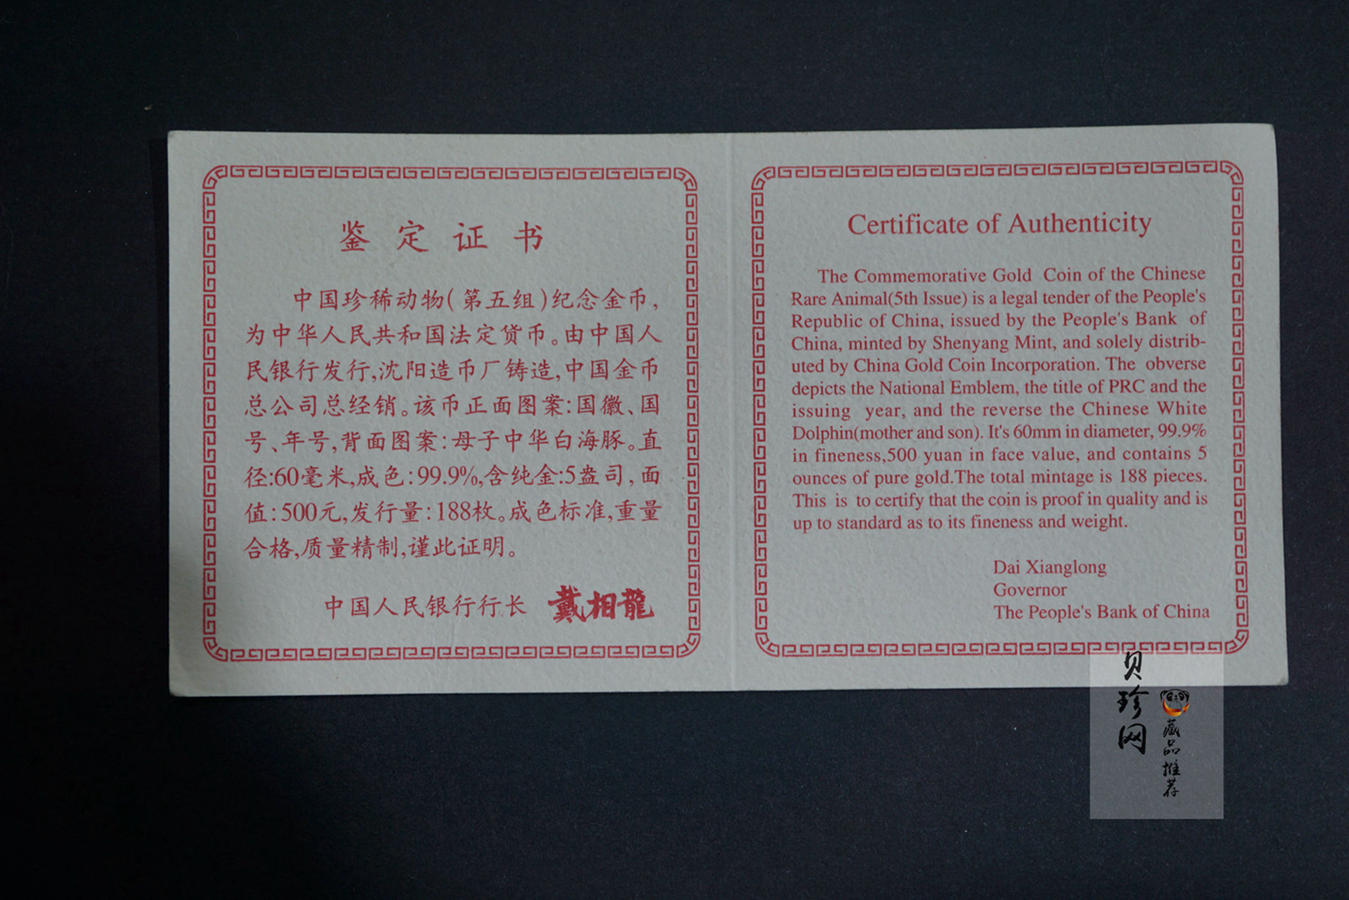 鉴定证书
中国珍稀动物(第五组)纪念金币,
为中华人民共和国法定货币。由中国人
民银行发行,沈阳造币厂铸造,中国金币
总公司总经销。该币正面图案:国徽、国
号、年号,背面图案:母子中华白海豚。直
径:60毫米,成色:99.9%,含纯金:5盎司,面
值:500元,发行量:188枚。成色标准,重量
合格,质量精制,谨此证明。
中国人民银行行长 戴相龍
Certificate of Authenticity
The Commemorative Gold Coin of the Chinese
Rare Animal(5th Issue) is a legal tender of the People's
Republic of China, issued by the People's Bank of
China, minted by Shenyang Mint, and solely distrib-
uted by China Gold Coin Incorporation. The obverse
depicts the National Emblem, the title of PRC and the
issuing year, and the reverse the Chinese White
Dolphin(mother and son). It's 60mm in diameter, 99.9%
in fineness,500 yuan in face value, and contains 5
ounces of pure gold.The total mintage is 188 pieces.
This is to certify that the coin is proof in quality and is
up to standard as to its fineness and weight.
Dai Xianglong
Governor
The People's Bank of China
贝珍网
藏品推荐